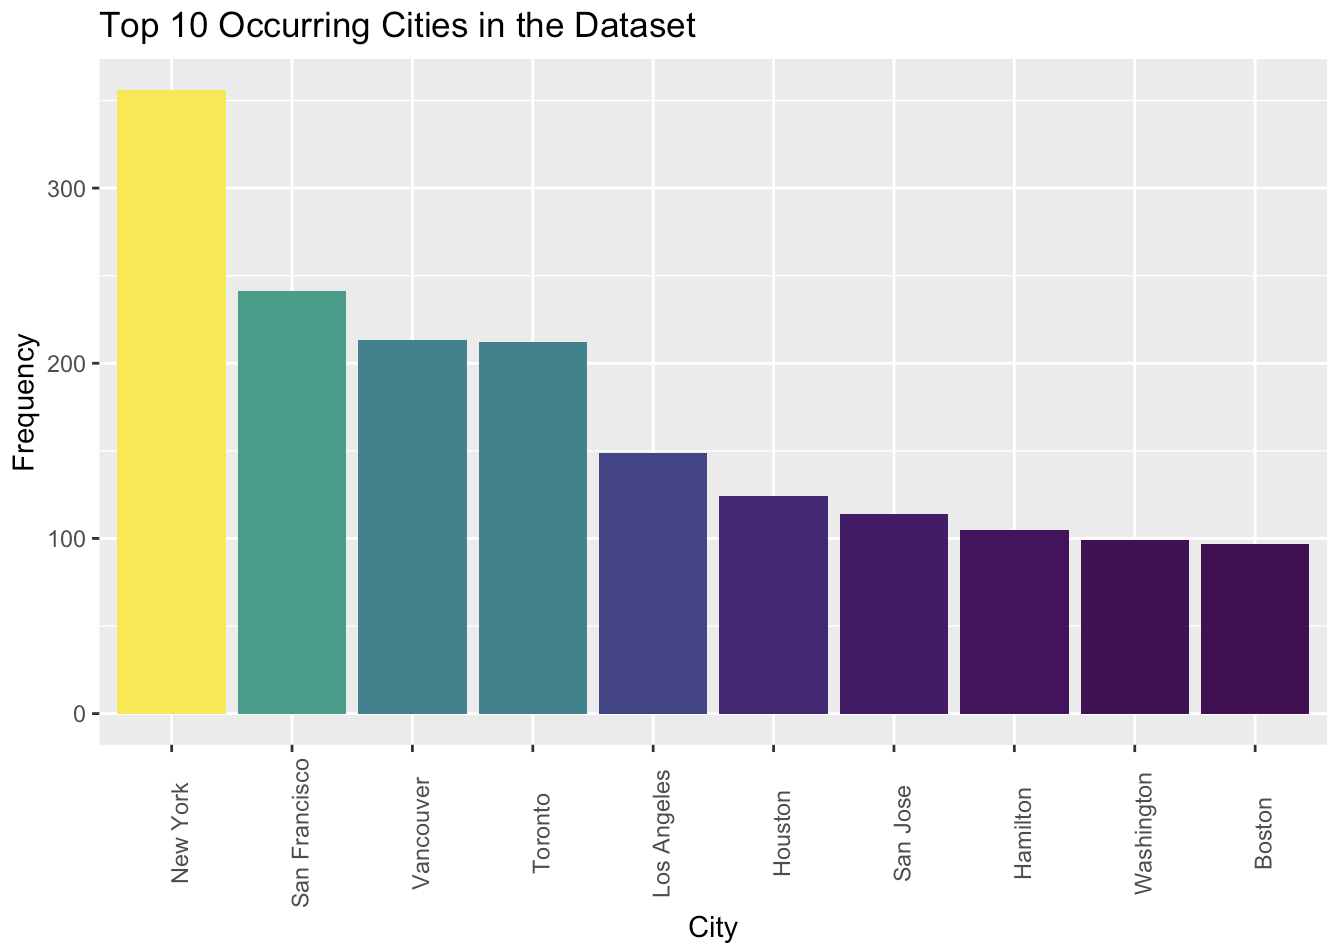 Top 10 Occurring Cities in the Dataset
Frequency
300
200
100
0
New York
San Francisco
Vancouver
Toronto
Los Angeles
Houston
San Jose
Hamilton
Washington
Boston
City